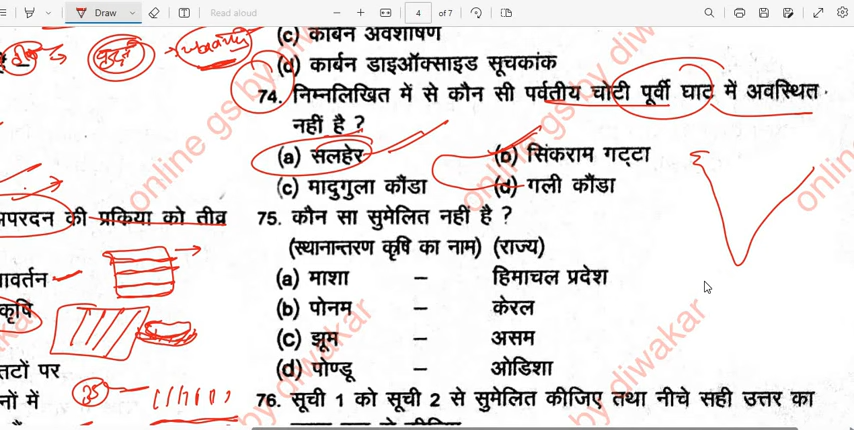 Draw
Read aloud
4 of 7
(c) कार्बन अवशोषण
(d) कार्बन डाइऑक्साइड सूचकांक
74. निम्नलिखित में से कौन सी पर्वतीय चोटी पूर्वी घाट में अवस्थित
नहीं है ?
(a) सलहेर
(b) सिंकराम गट्टा
(c) मादुगुला कौंडा
(d) गली कौंडा
अपरदन की प्रकिया को तीव्र
75. कौन सा सुमेलित नहीं है ?
(स्थानान्तरण कृषि का नाम) (राज्य)
(a) माशा – हिमाचल प्रदेश
(b) पोनम – केरल
कृषि
(c) झूम – असम
(d) पोण्डू – ओडिशा
तटों पर
नों में
76. सूची 1 को सूची 2 से सुमेलित कीजिए तथा नीचे सही उत्तर का
online gs by diwakar